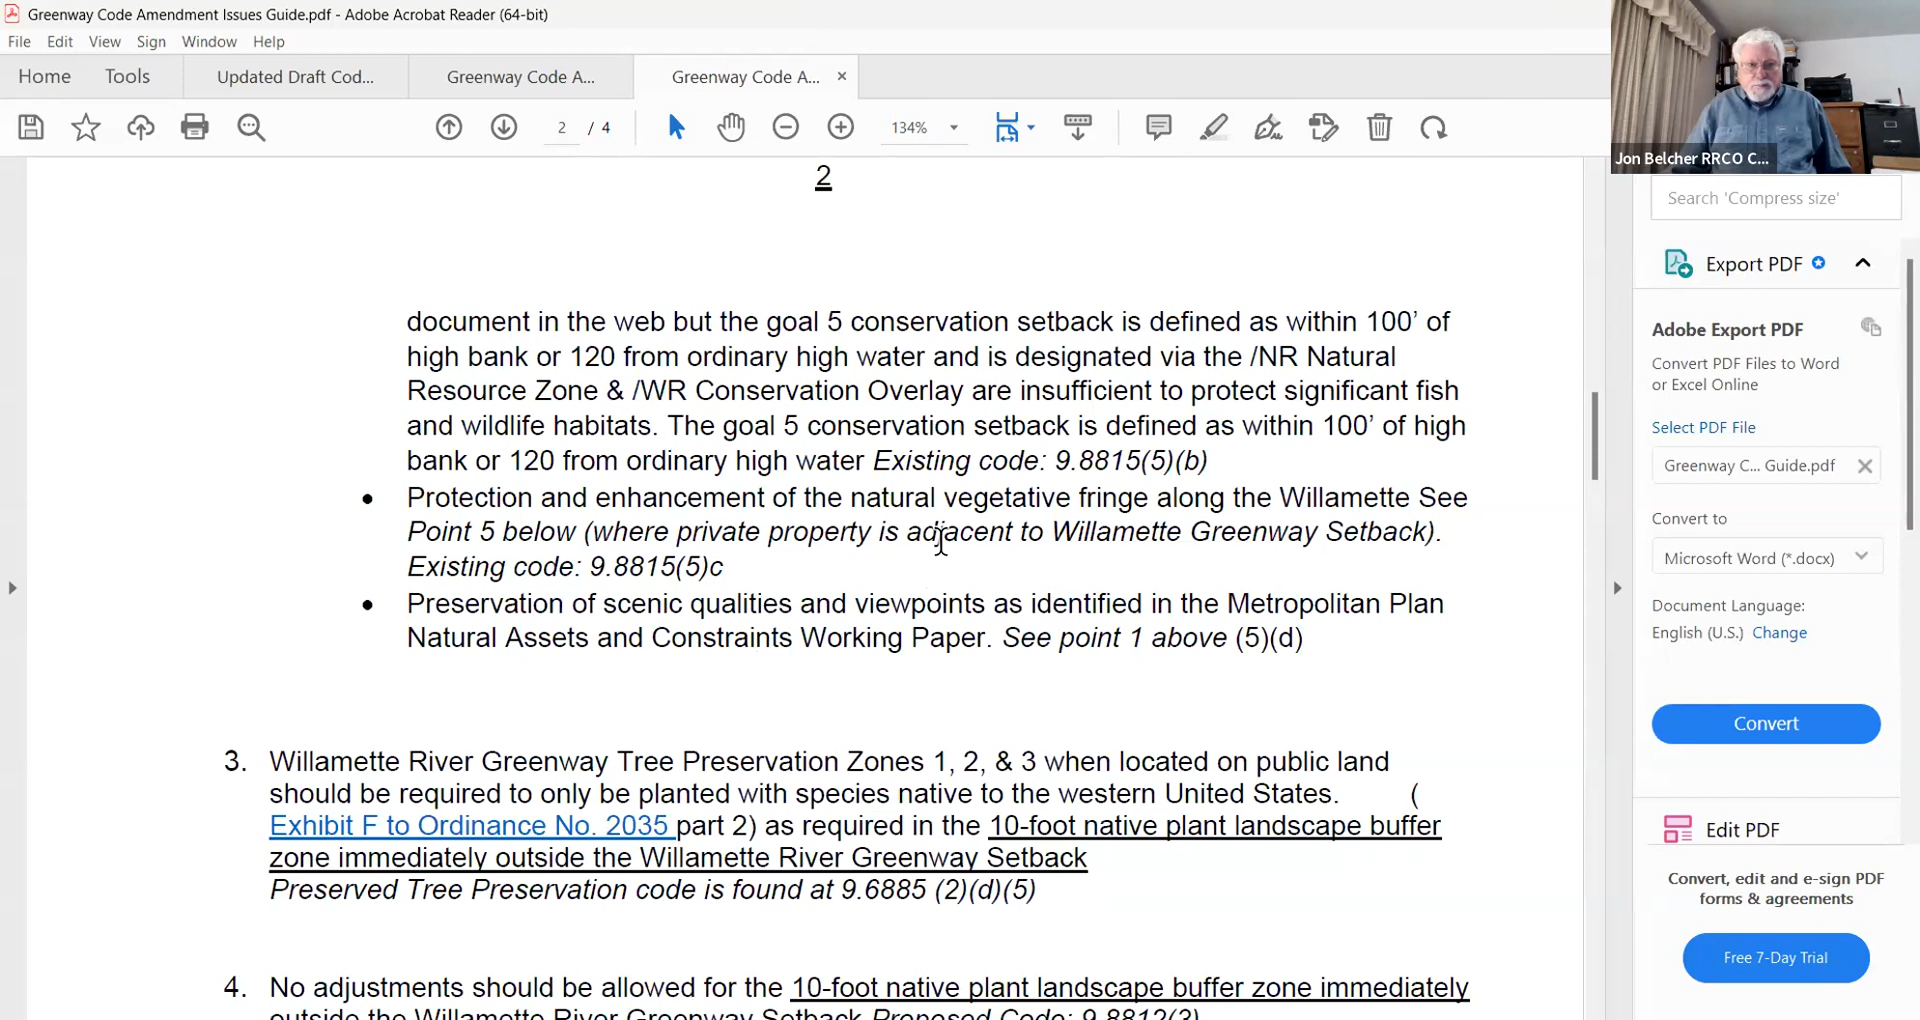 Greenway Code Amendment Issues Guide.pdf - Adobe Acrobat Reader (64-bit)
File Edit View Sign Window Help
Home Tools Updated Draft Cod... Greenway Code A... Greenway Code A... ×
2 / 4 134%
Jon Belcher RRCO C...
2
document in the web but the goal 5 conservation setback is defined as within 100’ of
high bank or 120 from ordinary high water and is designated via the /NR Natural
Resource Zone & /WR Conservation Overlay are insufficient to protect significant fish
and wildlife habitats. The goal 5 conservation setback is defined as within 100’ of high
bank or 120 from ordinary high water Existing code: 9.8815(5)(b)
• Protection and enhancement of the natural vegetative fringe along the Willamette See
Point 5 below (where private property is adjacent to Willamette Greenway Setback).
Existing code: 9.8815(5)c
• Preservation of scenic qualities and viewpoints as identified in the Metropolitan Plan
Natural Assets and Constraints Working Paper. See point 1 above (5)(d)
3. Willamette River Greenway Tree Preservation Zones 1, 2, & 3 when located on public land
should be required to only be planted with species native to the western United States. (
Exhibit F to Ordinance No. 2035 part 2) as required in the 10-foot native plant landscape buffer
zone immediately outside the Willamette River Greenway Setback
Preserved Tree Preservation code is found at 9.6885 (2)(d)(5)
4. No adjustments should be allowed for the 10-foot native plant landscape buffer zone immediately
outside the Willamette River Greenway Setback Proposed Code: 9.8812(3)
Search 'Compress size'
Export PDF
Adobe Export PDF
Convert PDF Files to Word
or Excel Online
Select PDF File
Greenway C... Guide.pdf
Convert to
Microsoft Word (*.docx)
Document Language:
English (U.S.) Change
Convert
Edit PDF
Convert, edit and e-sign PDF
forms & agreements
Free 7-Day Trial